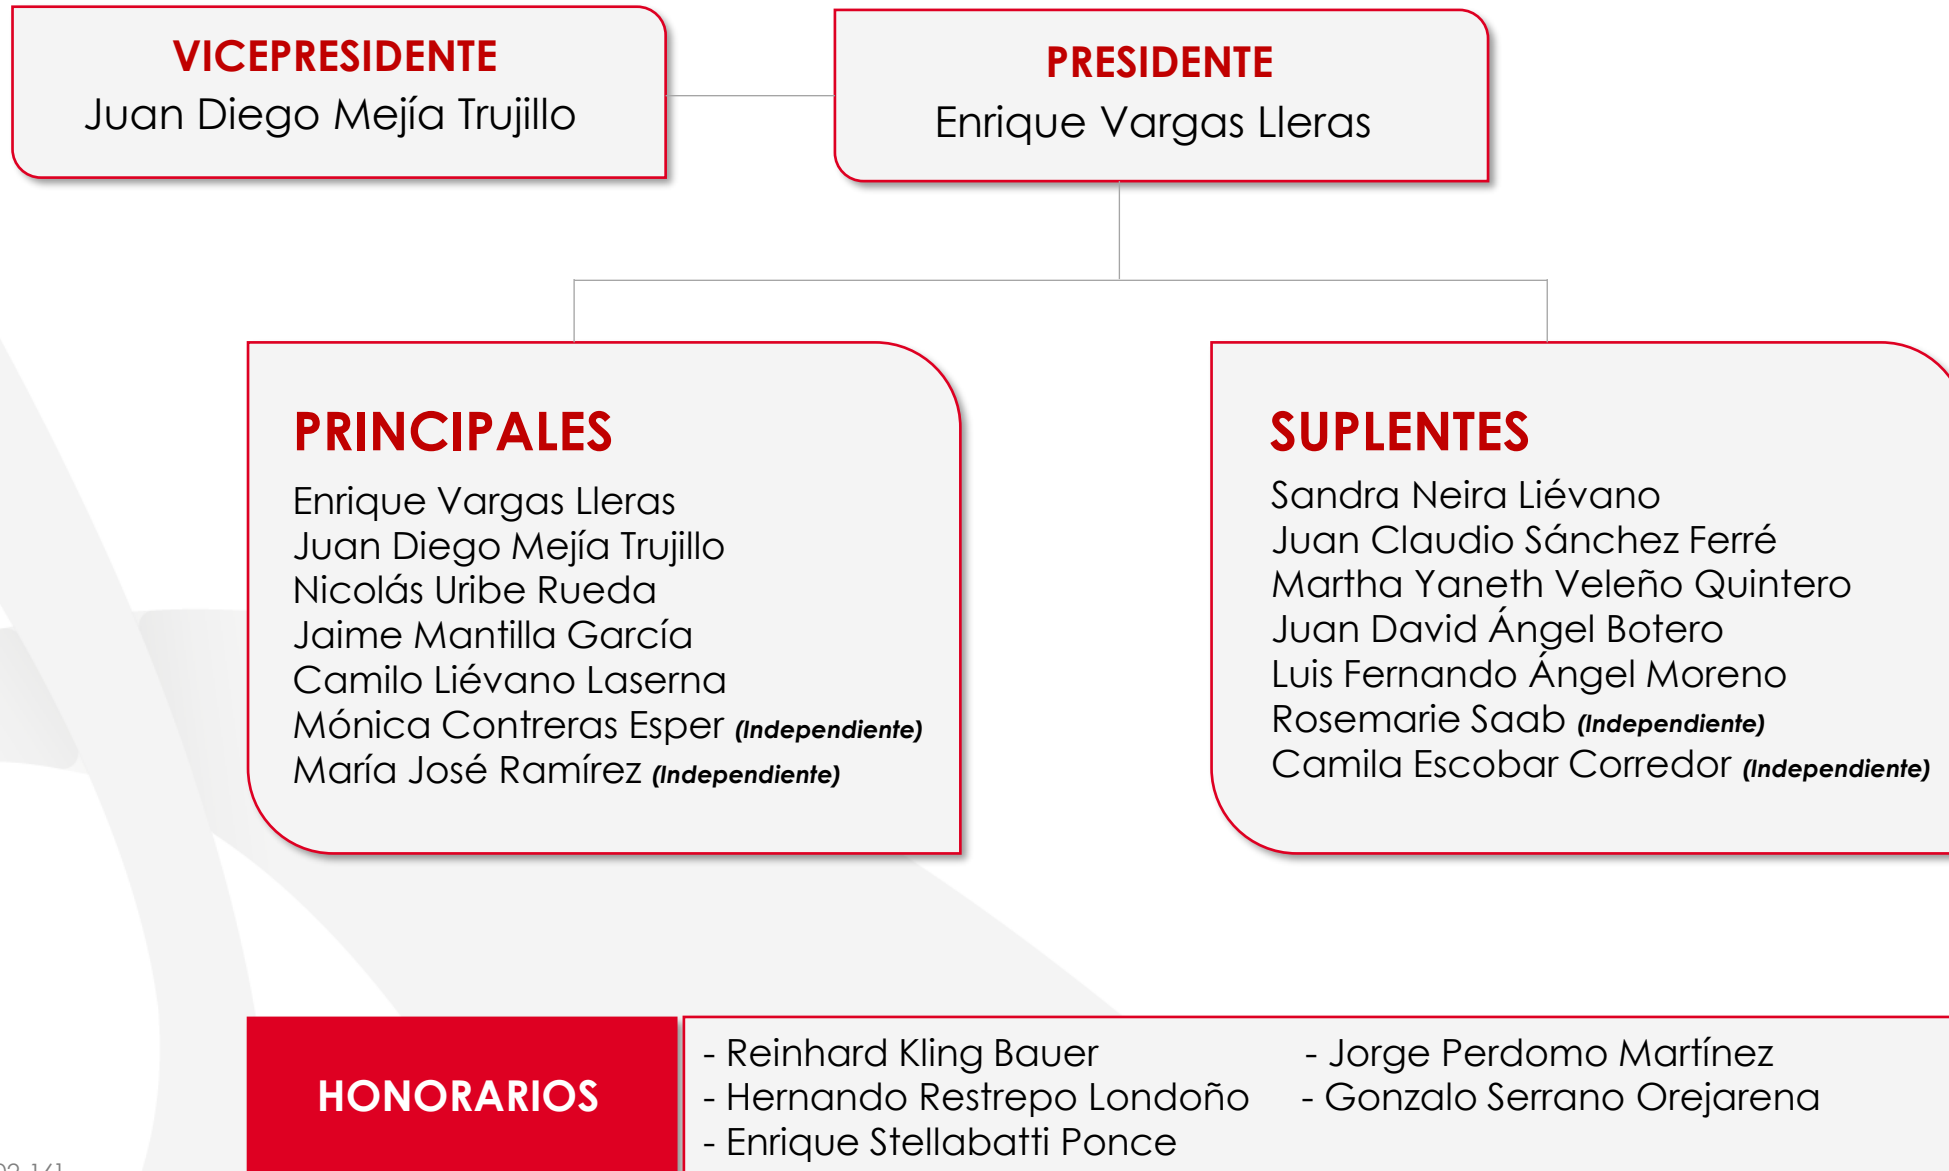 VICEPRESIDENTE
Juan Diego Mejía Trujillo
PRESIDENTE
Enrique Vargas Lleras
PRINCIPALES
Enrique Vargas Lleras
Juan Diego Mejía Trujillo
Nicolás Uribe Rueda
Jaime Mantilla García
Camilo Liévano Laserna
Mónica Contreras Esper (Independiente)
María José Ramírez (Independiente)
SUPLENTES
Sandra Neira Liévano
Juan Claudio Sánchez Ferré
Martha Yaneth Veleño Quintero
Juan David Ángel Botero
Luis Fernando Ángel Moreno
Rosemarie Saab (Independiente)
Camila Escobar Corredor (Independiente)
HONORARIOS
- Reinhard Kling Bauer
- Hernando Restrepo Londoño
- Enrique Stellabatti Ponce
- Jorge Perdomo Martínez
- Gonzalo Serrano Orejarena